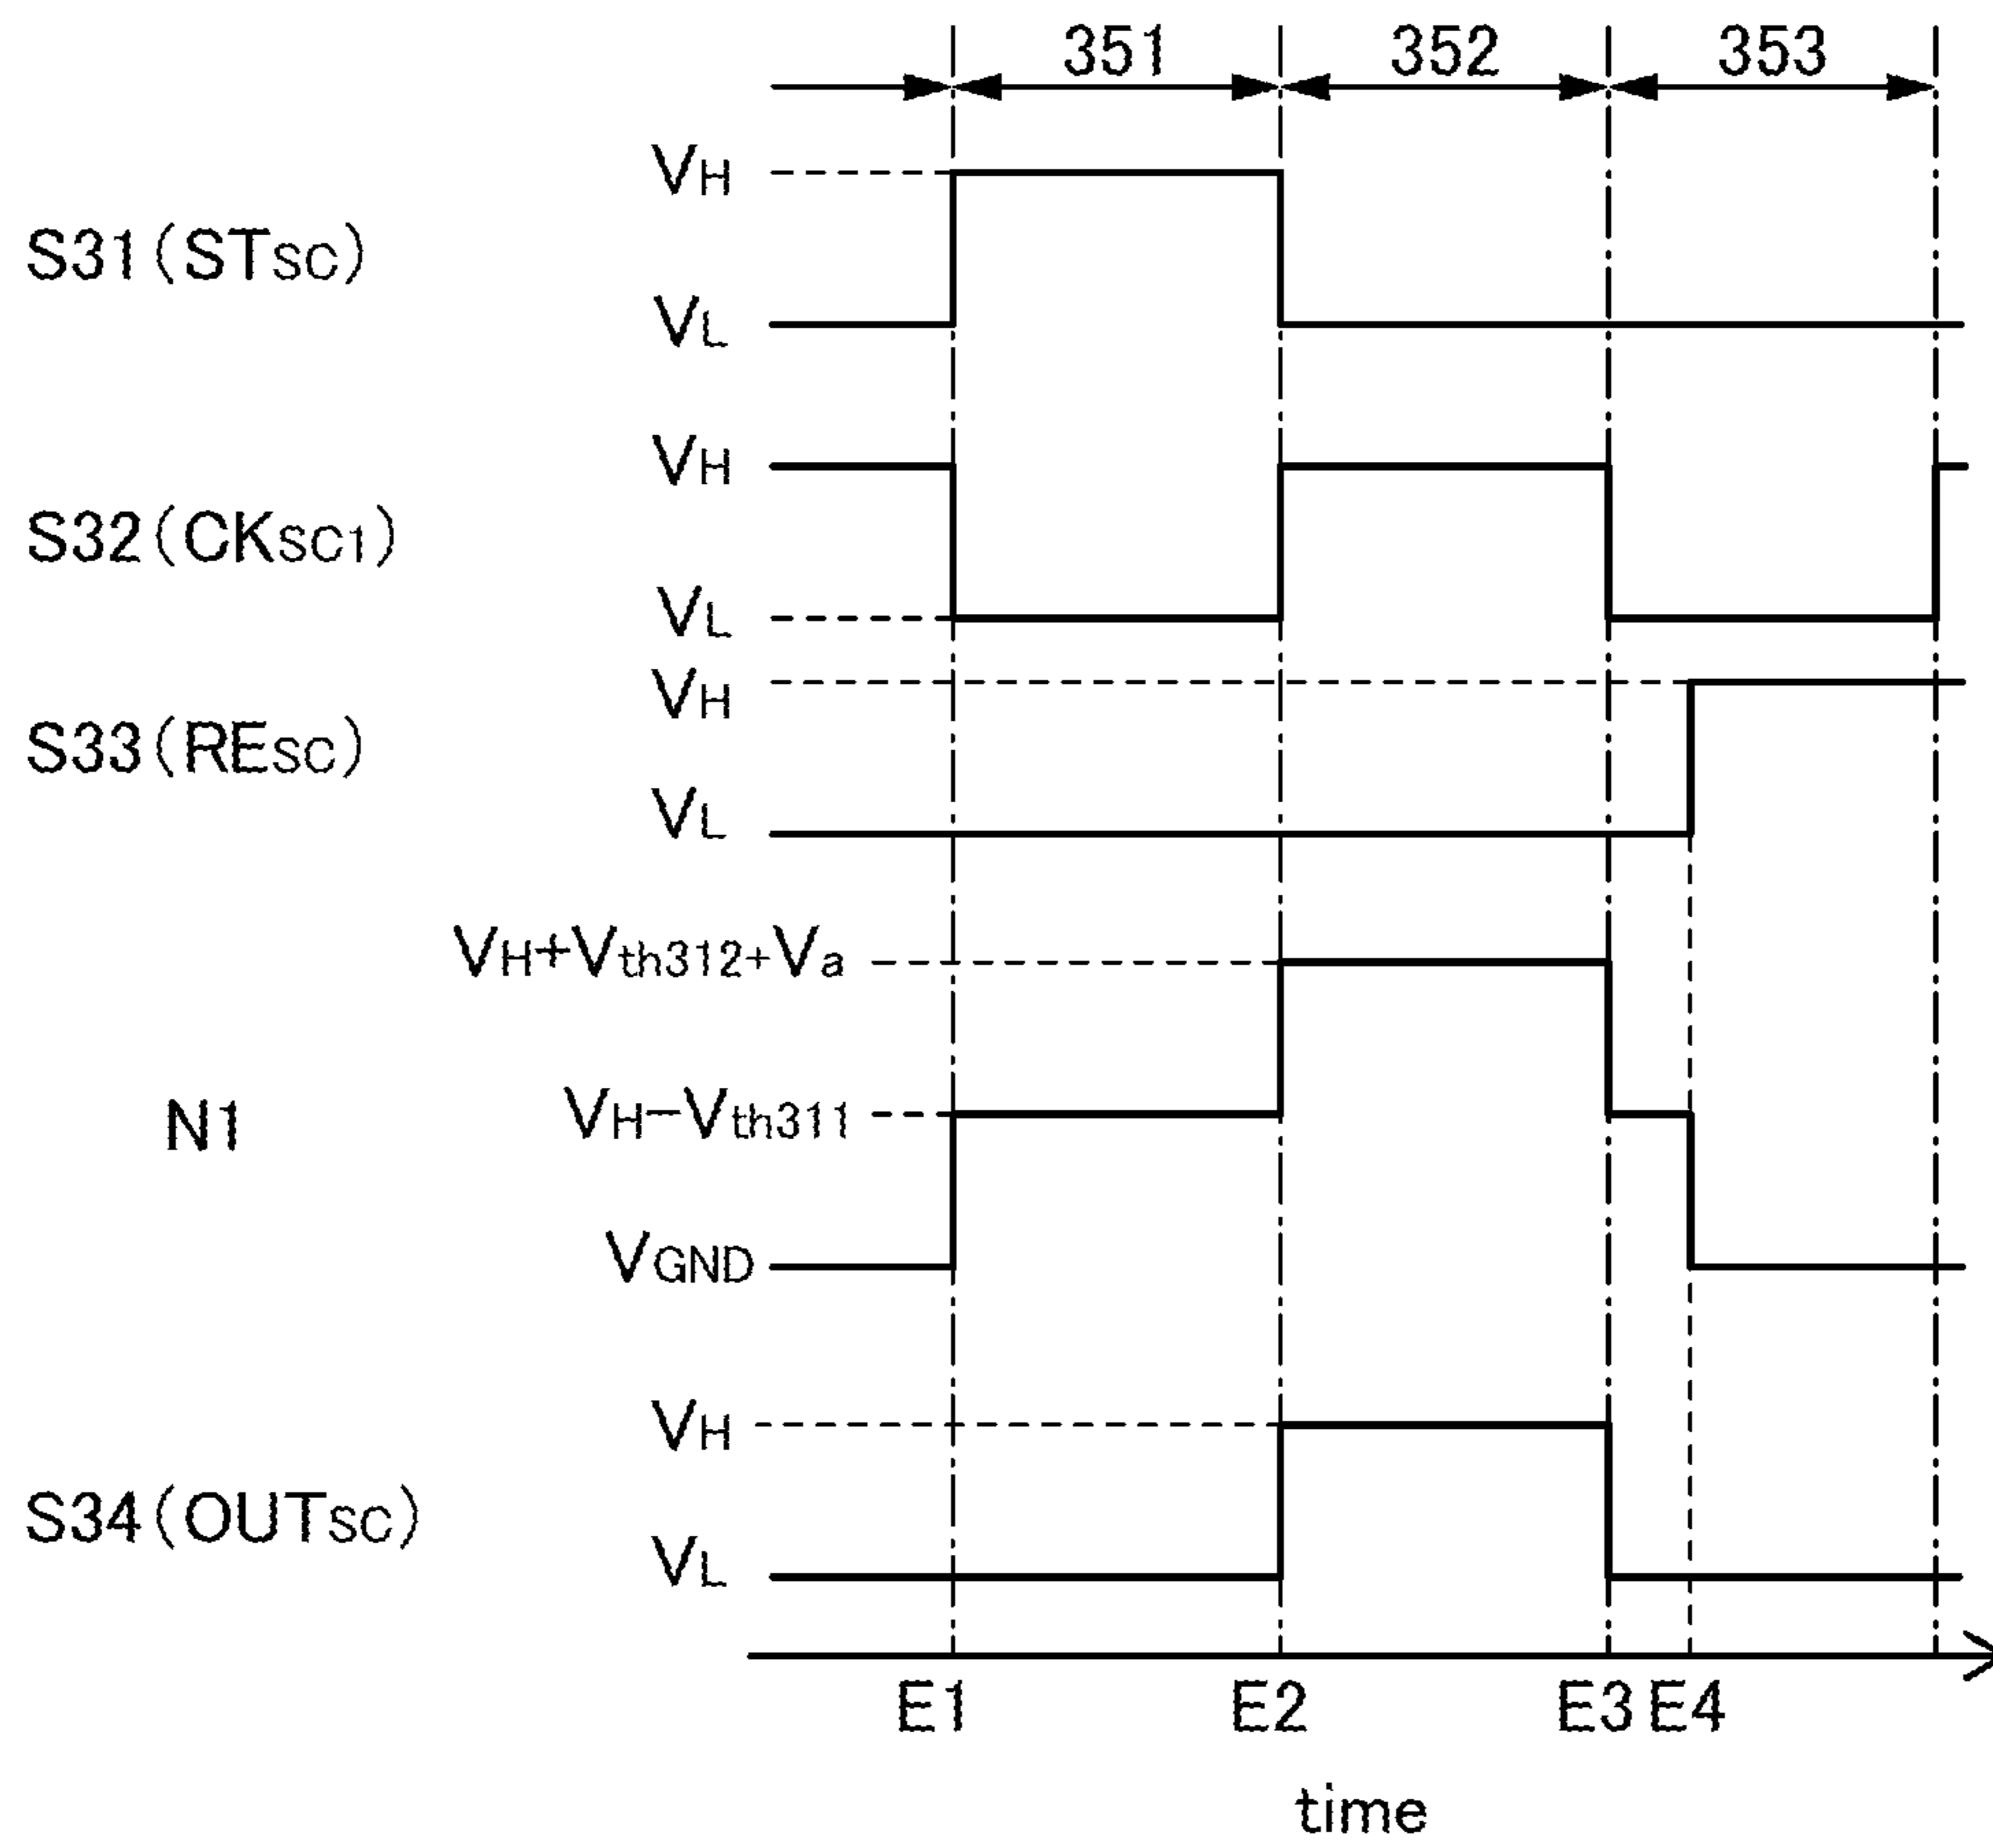 351 352 353
VH
S31(STSC)
VL
VH
S32(CKSC1)
VL
VH
S33(RESC)
VL
VH+Vth312+Va
N1 VH-Vth311
VGND
VH
S34(OUTSC)
VL
E1 E2 E3 E4
time